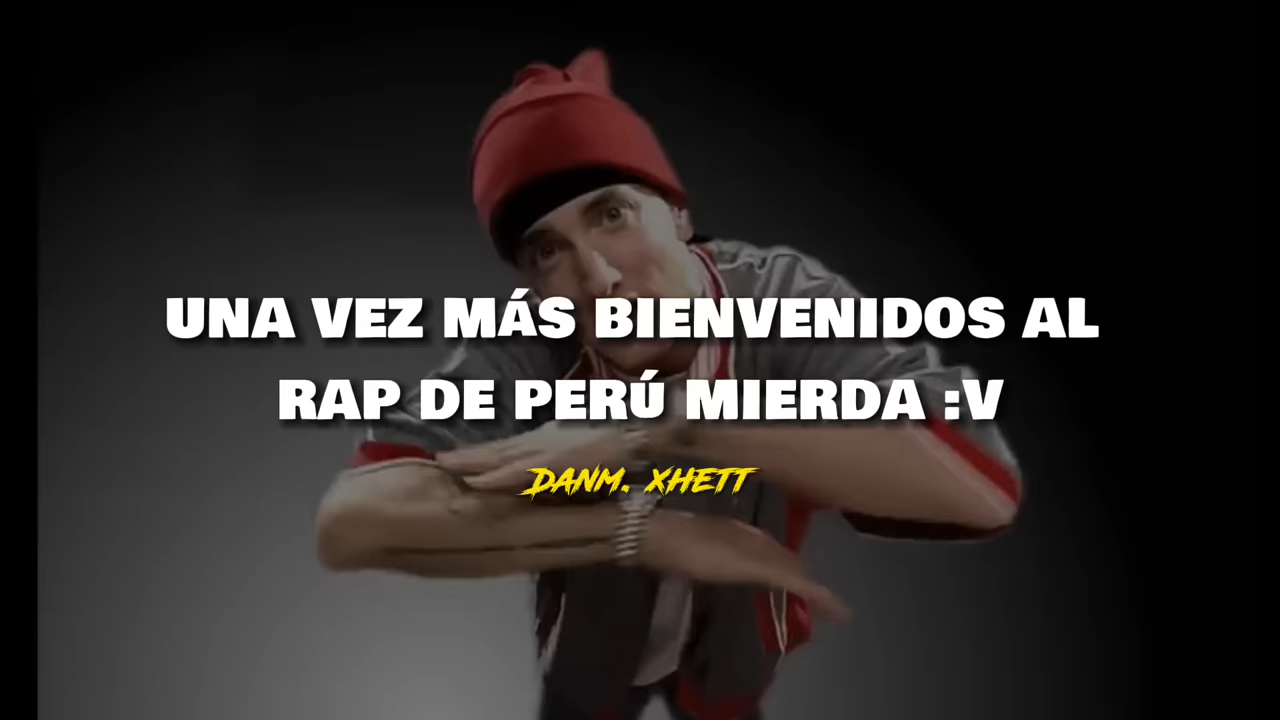 UNA VEZ MÁS BIENVENIDOS AL
RAP DE PERÚ MIERDA :V
DANM. XHETT